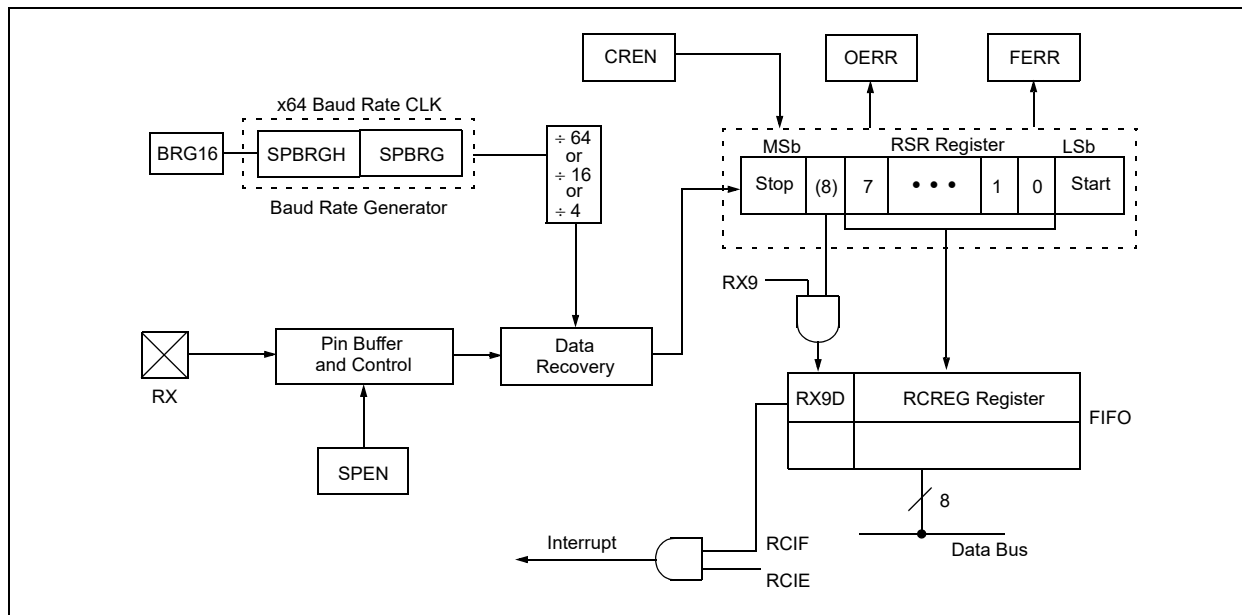 CREN
OERR
FERR
x64 Baud Rate CLK
BRG16
SPBRGH
SPBRG
Baud Rate Generator
÷ 64
or
÷ 16
or
÷ 4
MSb
RSR Register
LSb
Stop
(8)
7
• • •
1
0
Start
RX9
RX
Pin Buffer
and Control
Data
Recovery
SPEN
RX9D
RCREG Register
FIFO
8
Data Bus
Interrupt
RCIF
RCIE